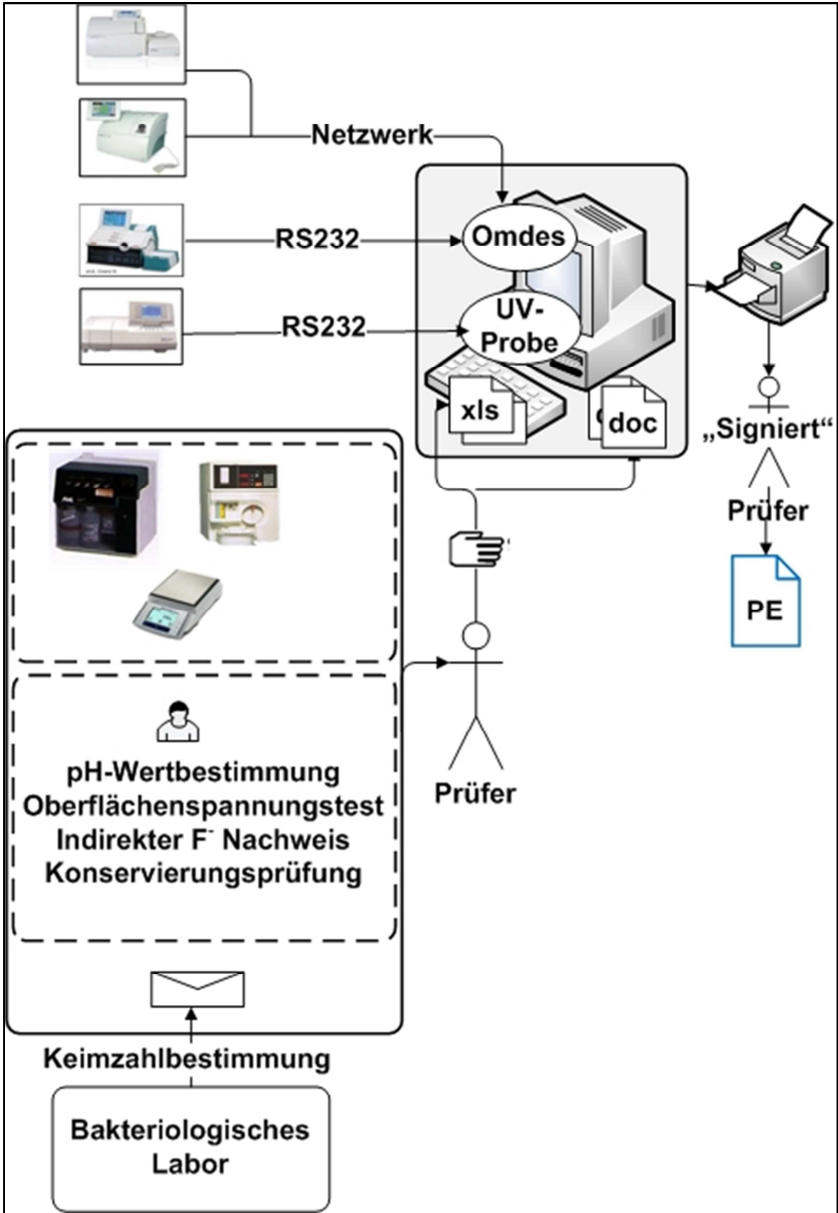 Netzwerk
RS232
Omdes
RS232
UV-
Probe
xls
doc
„Signiert“
Prüfer
PE
Prüfer
pH-Wertbestimmung
Oberflächenspannungstest
Indirekter F⁻ Nachweis
Konservierungsprüfung
Keimzahlbestimmung
Bakteriologisches
Labor